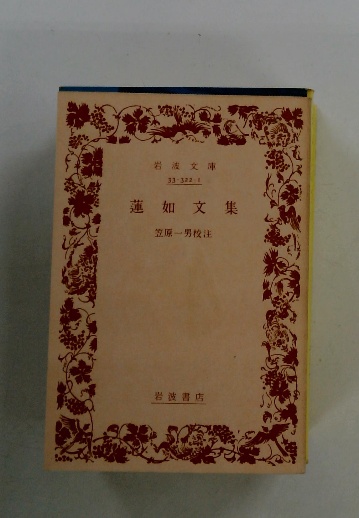 岩波文庫
33-322-1
蓮如文集
笠原一男校注
岩波書店